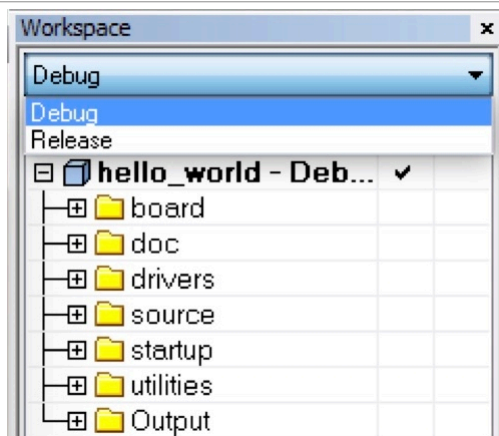 Workspace
Debug
Debug
Release
hello_world - Deb...
board
doc
drivers
source
startup
utilities
Output